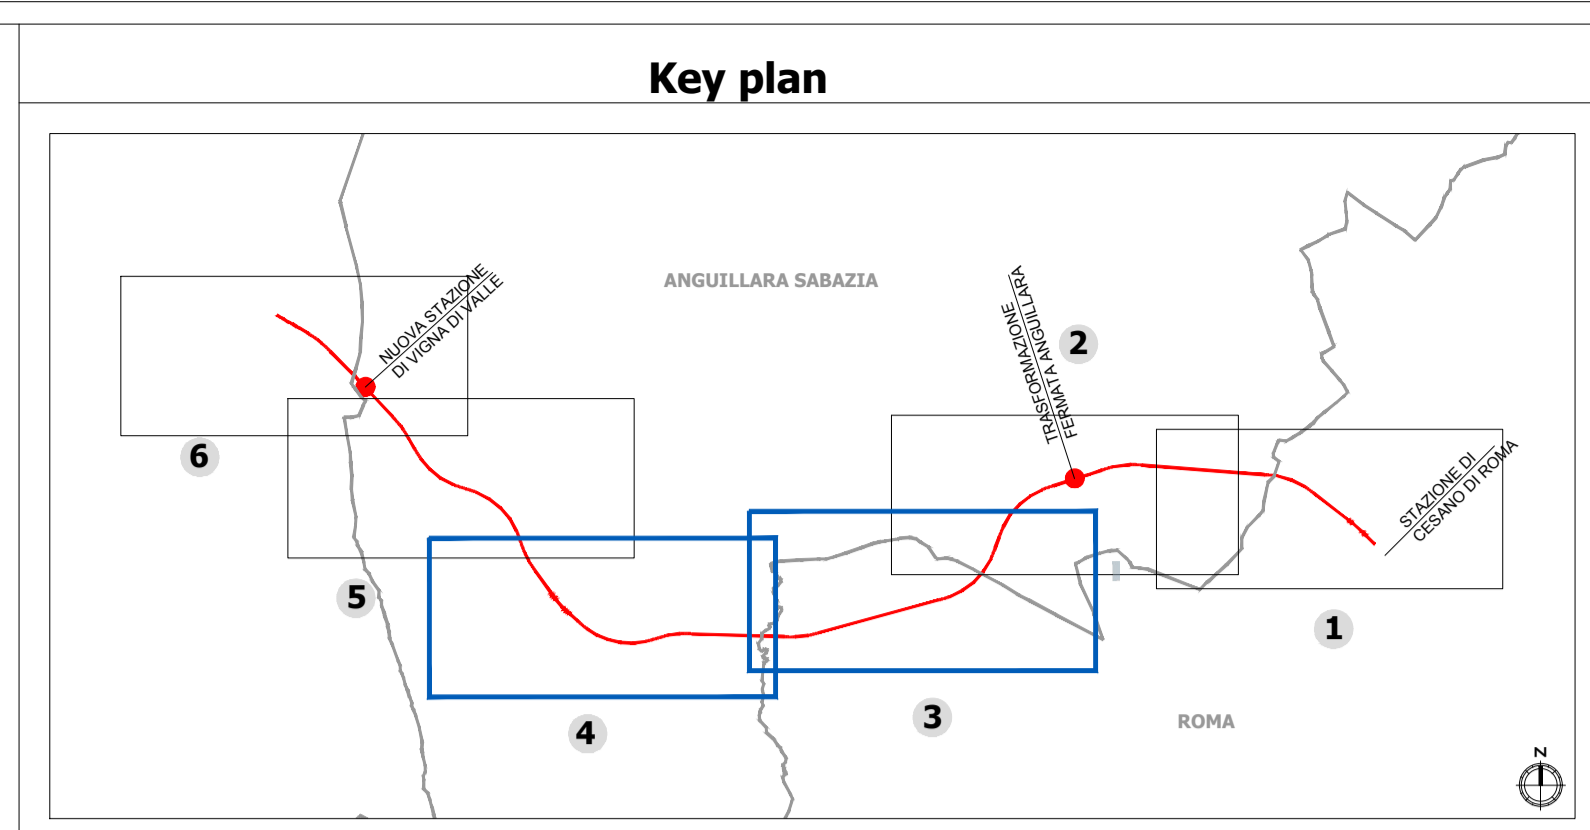 Key plan
ANGUILLARA SABAZIA
NUOVA STAZIONE
DI VIGNA DI VALLE
TRASFORMAZIONE
FERMATA ANGUILLARA
2
6
STAZIONE DI
CESANO DI ROMA
5
1
4
3
ROMA
N